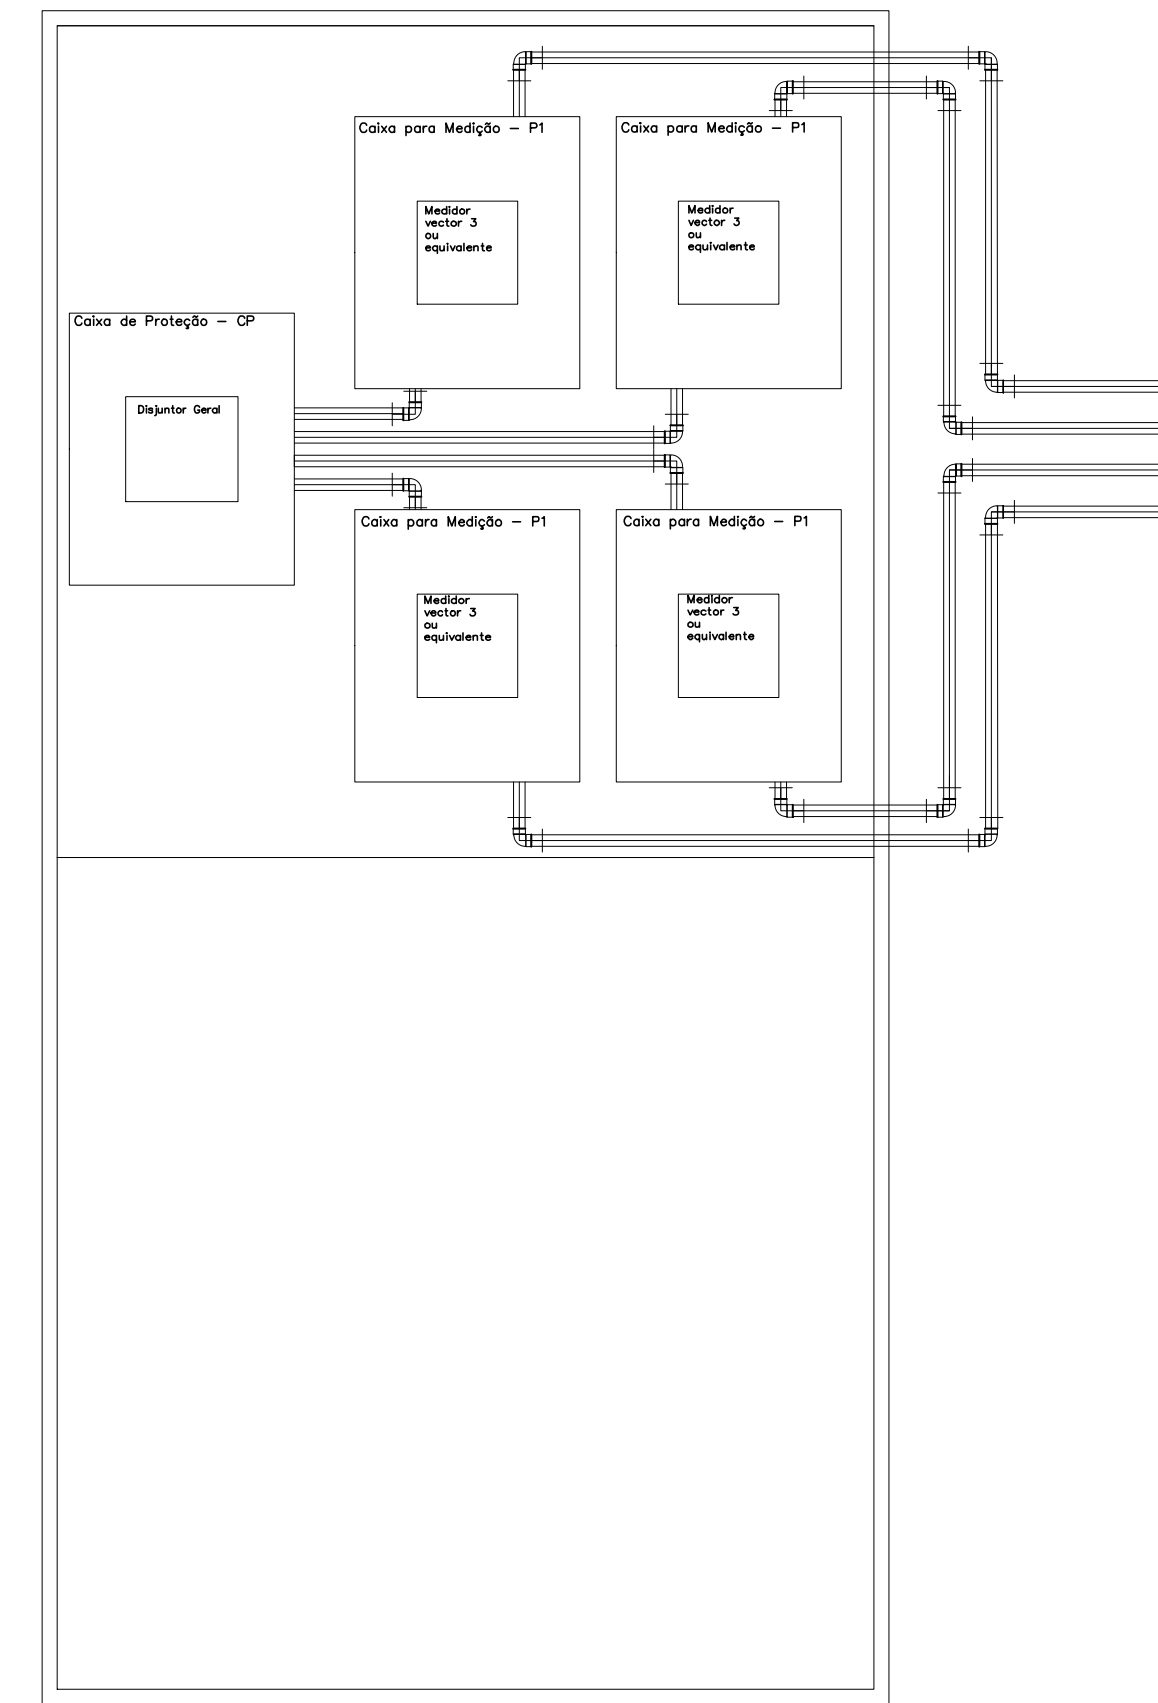 Caixa para Medição - P1
Medidor
vector 3
ou
equivalente
Caixa para Medição - P1
Medidor
vector 3
ou
equivalente
Caixa de Proteção - CP
Disjuntor Geral
Caixa para Medição - P1
Medidor
vector 3
ou
equivalente
Caixa para Medição - P1
Medidor
vector 3
ou
equivalente